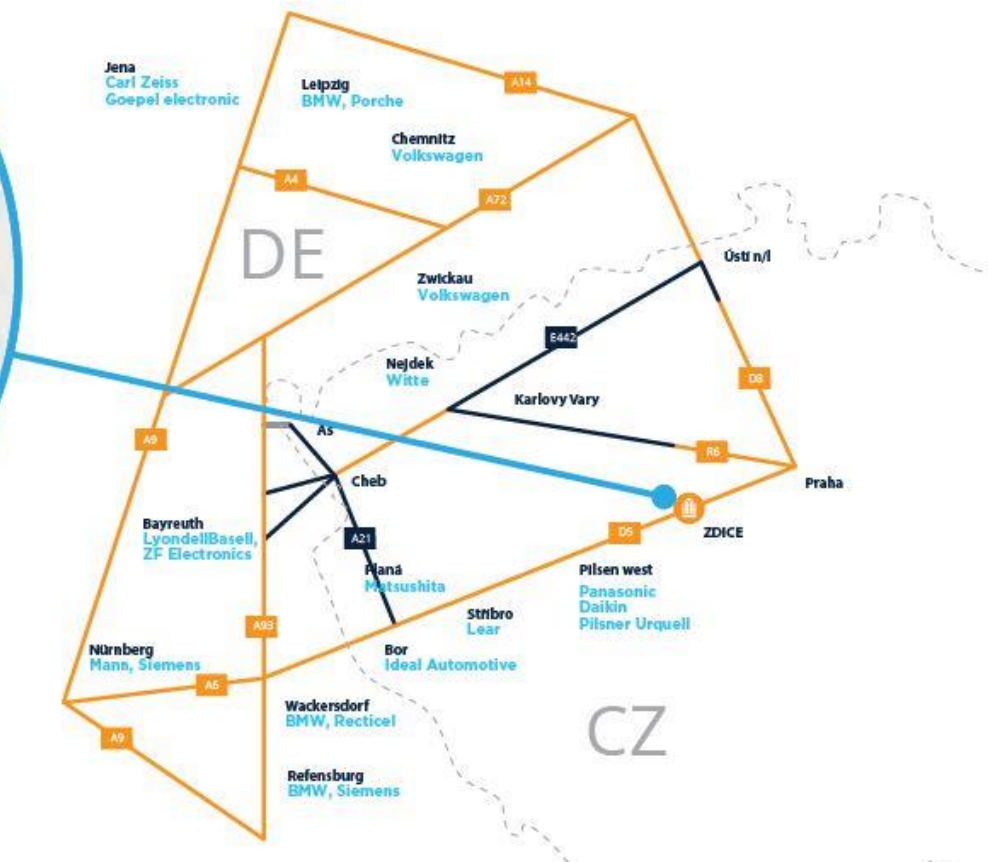 Jena
Carl Zeiss
Goepel electronic
Leipzig
BMW, Porche
A14
Chemnitz
Volkswagen
A4
A72
DE
Ústí n/l
Zwickau
Volkswagen
E442
Nejdek
Witte
D8
Karlovy Vary
As
A9
R6
Cheb
Praha
Bayreuth
LyondellBasell,
ZF Electronics
A21
D5
ZDICE
Planá
Matsushita
Pilsen west
Panasonic
Daikin
Pilsner Urquell
Stříbro
Lear
A93
Nürnberg
Mann, Siemens
Bor
Ideal Automotive
A6
Wackersdorf
BMW, Recticel
CZ
A9
Refensburg
BMW, Siemens